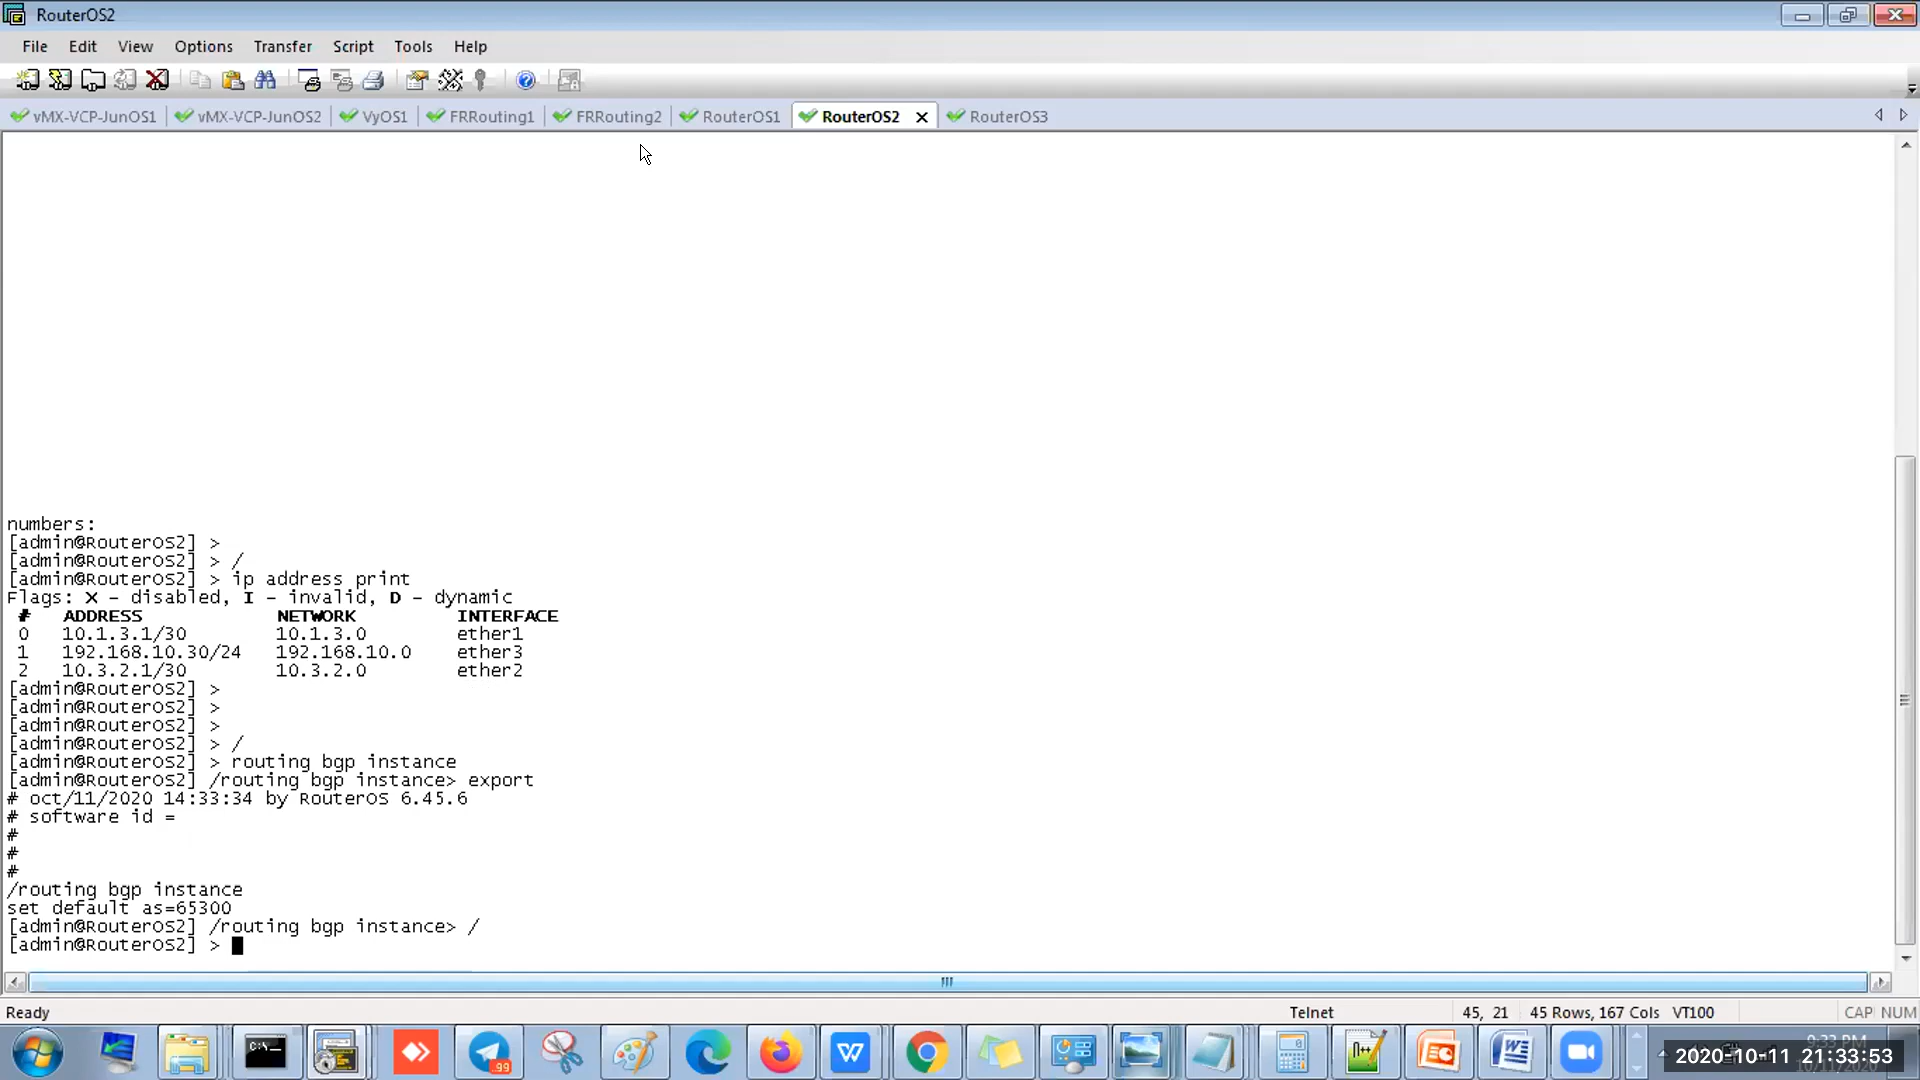 RouterOS2
File Edit View Options Transfer Script Tools Help
vMX-VCP-JunOS1 vMX-VCP-JunOS2 VyOS1 FRRouting1 FRRouting2 RouterOS1 RouterOS2 RouterOS3
numbers:
[admin@RouterOS2] >
[admin@RouterOS2] > /
[admin@RouterOS2] > ip address print
Flags: X - disabled, I - invalid, D - dynamic
# ADDRESS NETWORK INTERFACE
0 10.1.3.1/30 10.1.3.0 ether1
1 192.168.10.30/24 192.168.10.0 ether3
2 10.3.2.1/30 10.3.2.0 ether2
[admin@RouterOS2] >
[admin@RouterOS2] >
[admin@RouterOS2] >
[admin@RouterOS2] > /
[admin@RouterOS2] > routing bgp instance
[admin@RouterOS2] /routing bgp instance> export
# oct/11/2020 14:33:34 by RouterOS 6.45.6
# software id =
#
#
#
/routing bgp instance
set default as=65300
[admin@RouterOS2] /routing bgp instance> /
[admin@RouterOS2] >
Ready Telnet 45, 21 45 Rows, 167 Cols VT100 CAP NUM
9:33 PM
2020-10-11 21:33:53